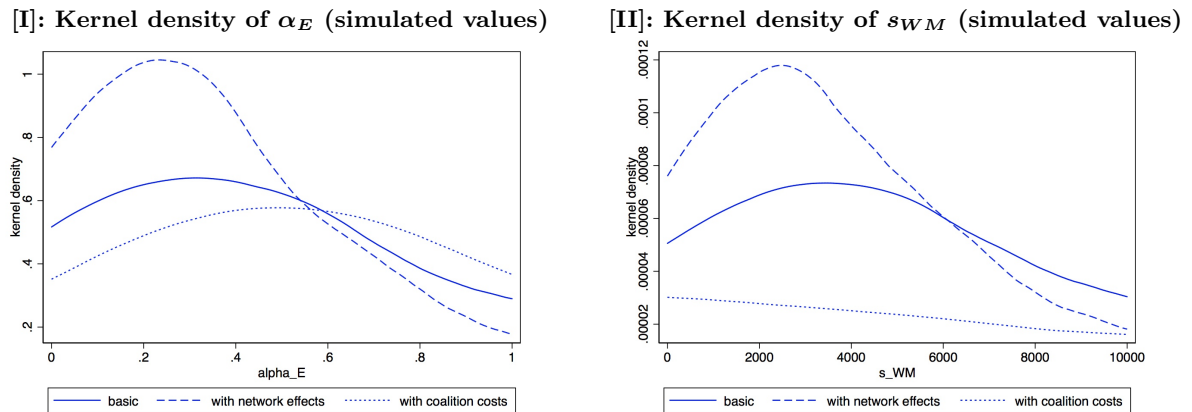 [I]: Kernel density of α_E (simulated values)
kernel density
.2 .4 .6 .8 1
0 .2 .4 .6 .8 1
alpha_E
basic with network effects with coalition costs
[II]: Kernel density of s_WM (simulated values)
kernel density
.00002 .00004 .00006 .00008 .0001 .00012
0 2000 4000 6000 8000 10000
s_WM
basic with network effects with coalition costs